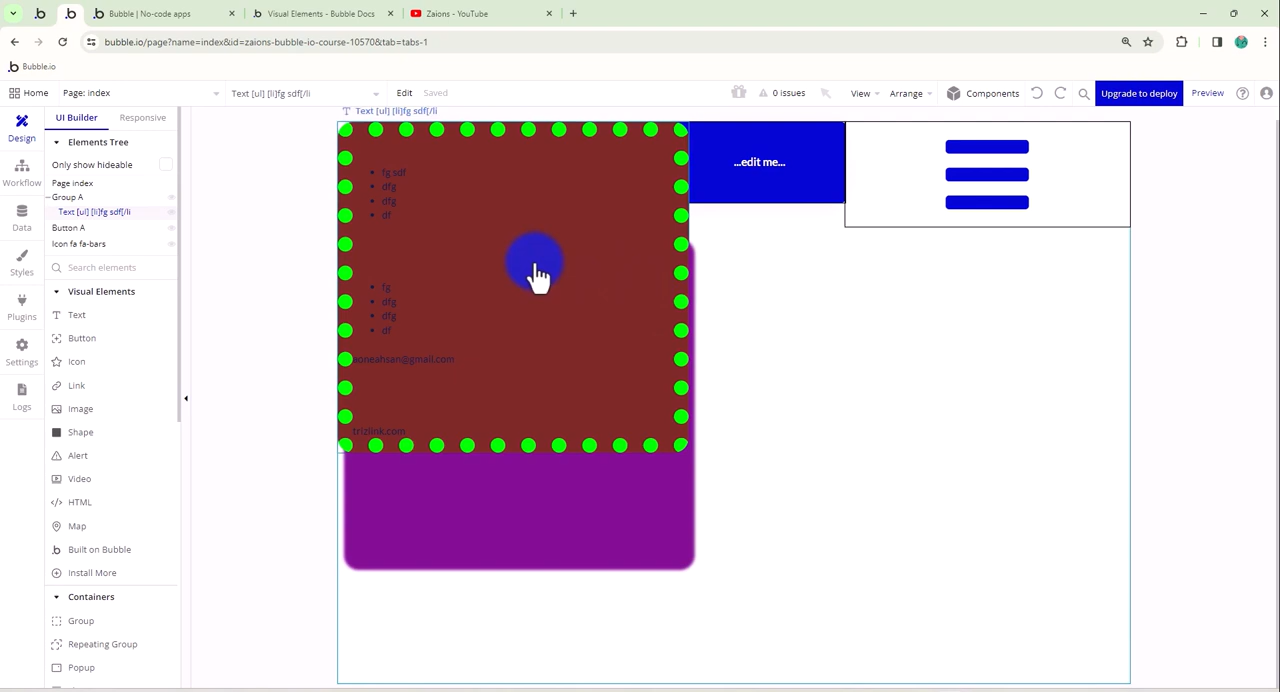 Bubble | No-code apps
Visual Elements - Bubble Docs
Zaions - YouTube
bubble.io/page?name=index&id=zaions-bubble-io-course-10570&tab=tabs-1
Bubble.io
Home
Page: index
Text [ul] [li]fg sdf[/li
Edit
Saved
0 issues
View
Arrange
Components
Upgrade to deploy
Preview
Design
Workflow
Data
Styles
Plugins
Settings
Logs
UI Builder
Responsive
Elements Tree
Only show hideable
Page index
Group A
Text [ul] [li]fg sdf[/li
Button A
Icon fa fa-bars
Search elements
Visual Elements
Text
Button
Icon
Link
Image
Shape
Alert
Video
HTML
Map
Built on Bubble
Install More
Containers
Group
Repeating Group
Popup
Text [ul] [li]fg sdf[/li
fg sdf
dfg
dfg
df
fg
dfg
dfg
df
trizlink.com
...edit me...